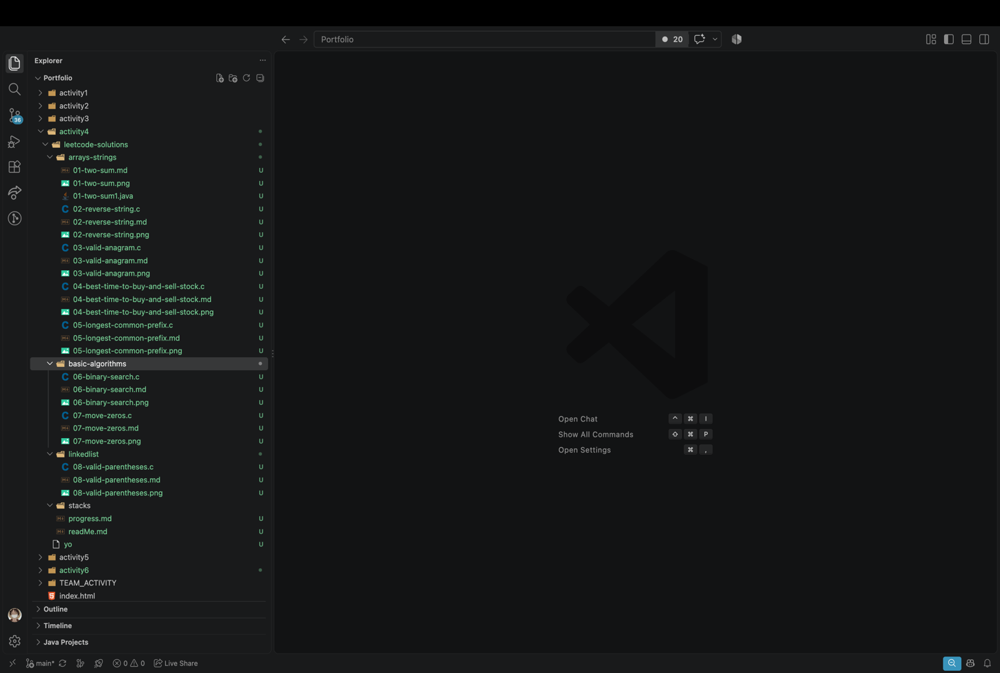 Portfolio
20
Explorer
Portfolio
activity1
activity2
activity3
36
activity4
leetcode-solutions
arrays-strings
01-two-sum.md U
01-two-sum.png U
01-two-sum1.java U
C 02-reverse-string.c U
02-reverse-string.md U
02-reverse-string.png U
C 03-valid-anagram.c U
03-valid-anagram.md U
03-valid-anagram.png U
C 04-best-time-to-buy-and-sell-stock.c U
04-best-time-to-buy-and-sell-stock.md U
04-best-time-to-buy-and-sell-stock.png U
C 05-longest-common-prefix.c U
05-longest-common-prefix.md U
05-longest-common-prefix.png U
basic-algorithms
C 06-binary-search.c U
06-binary-search.md U
06-binary-search.png U
C 07-move-zeros.c U
07-move-zeros.md U
07-move-zeros.png U
linkedlist
C 08-valid-parentheses.c U
08-valid-parentheses.md U
08-valid-parentheses.png U
stacks
progress.md U
readMe.md U
yo U
activity5
activity6
TEAM_ACTIVITY
5 index.html
Outline
Timeline
Java Projects
Open Chat ⌃ ⌘ I
Show All Commands ⇧ ⌘ P
Open Settings ⌘ ,
main* 0 0 Live Share